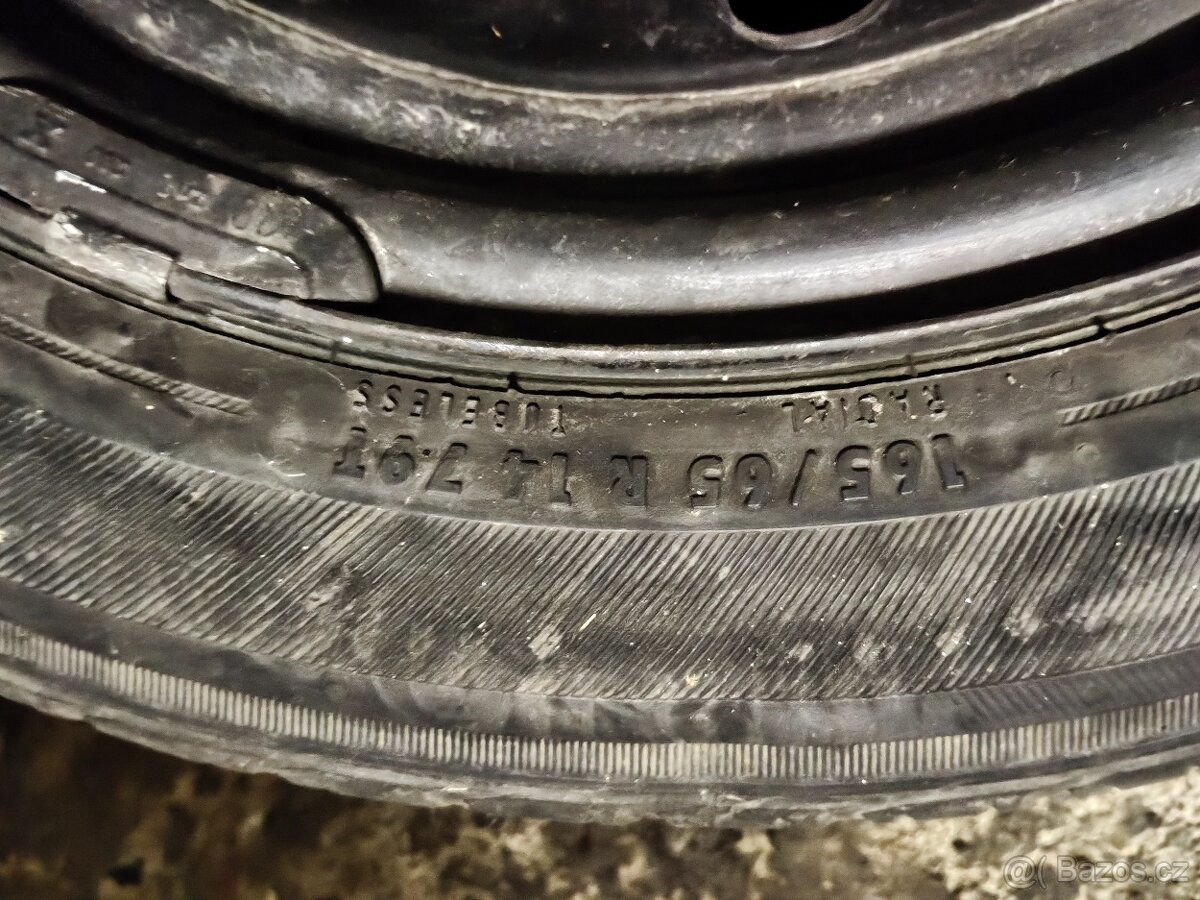 165/65 R 14 79T
RADIAL TUBELESS
Bazos.cz